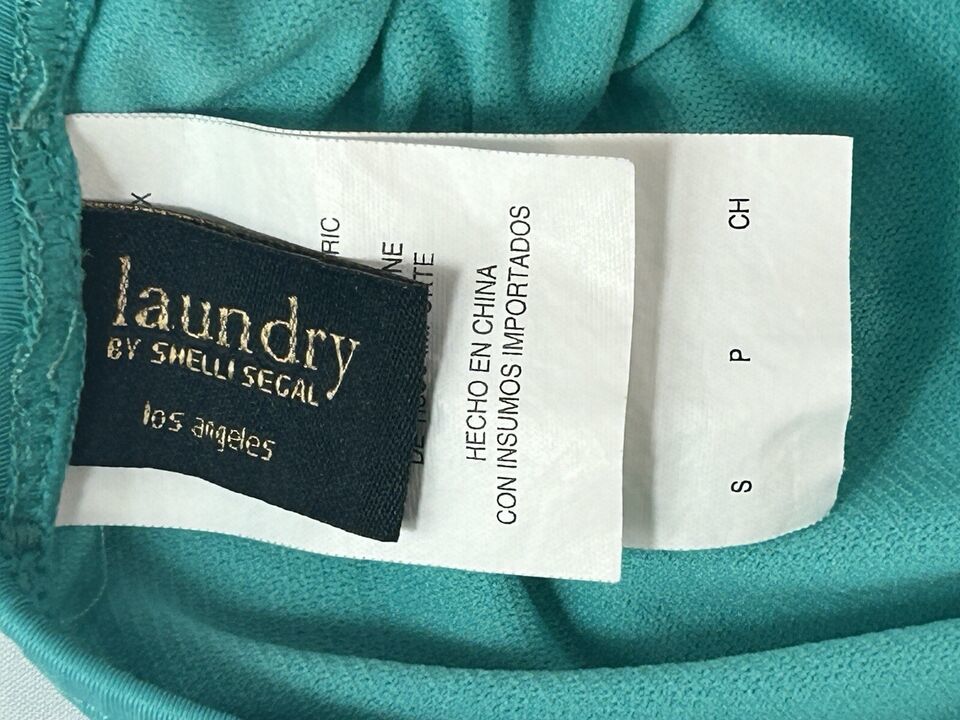 laundry
BY SHELLI SEGAL
los angeles
HECHO EN CHINA
CON INSUMOS IMPORTADOS
S P CH